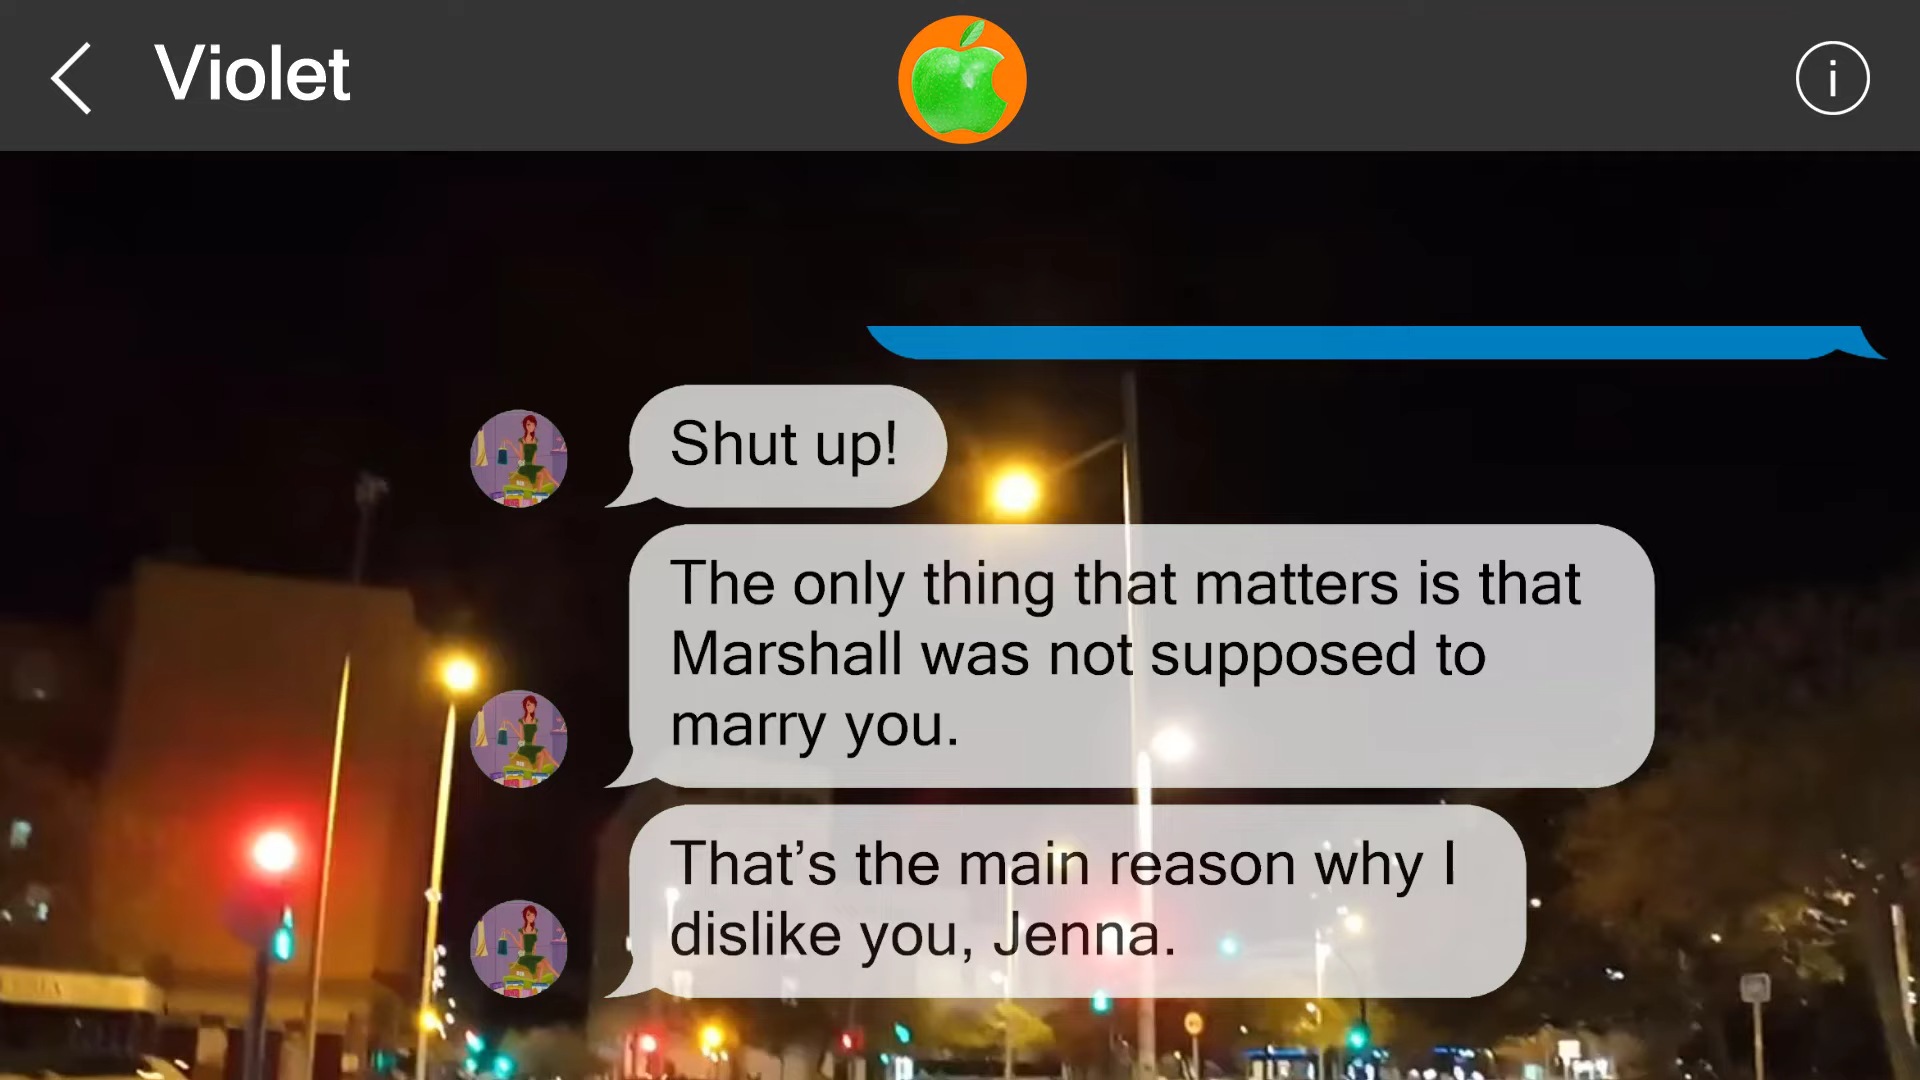 Violet
i
Shut up!
The only thing that matters is that
Marshall was not supposed to
marry you.
That’s the main reason why I
dislike you, Jenna.